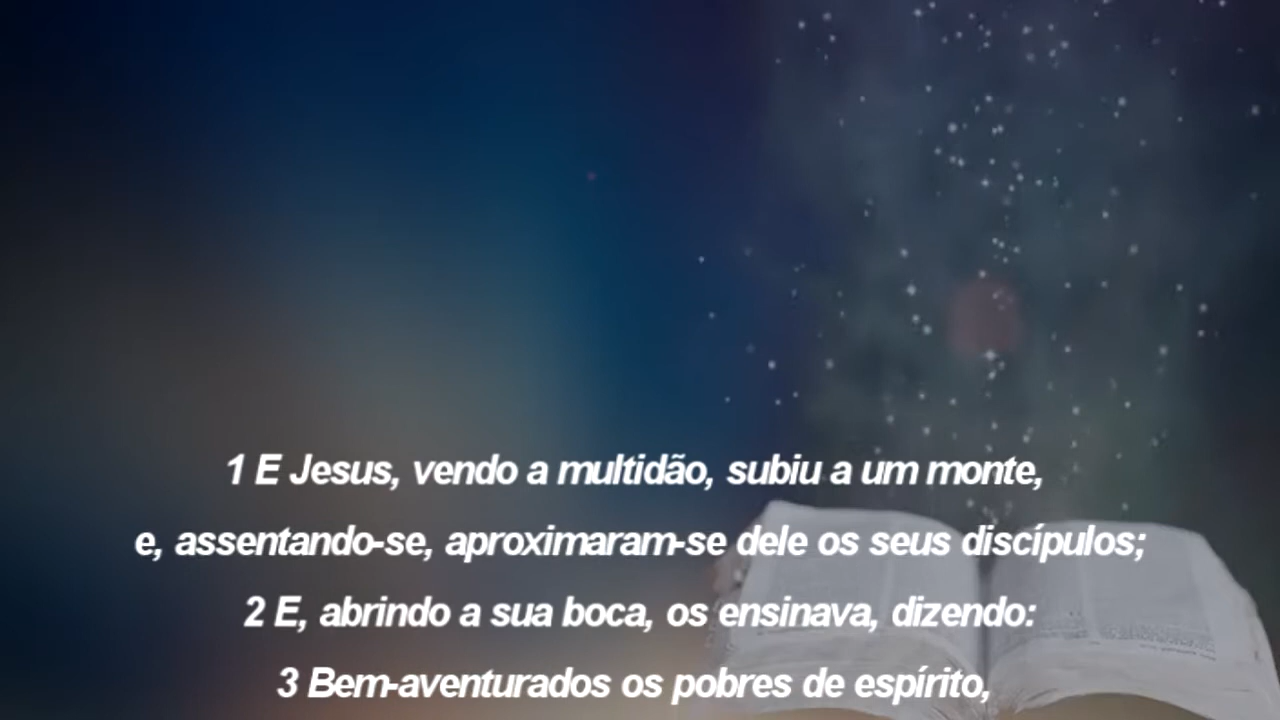 1 E Jesus, vendo a multidão, subiu a um monte,
e, assentando-se, aproximaram-se dele os seus discípulos;
2 E, abrindo a sua boca, os ensinava, dizendo:
3 Bem-aventurados os pobres de espírito,